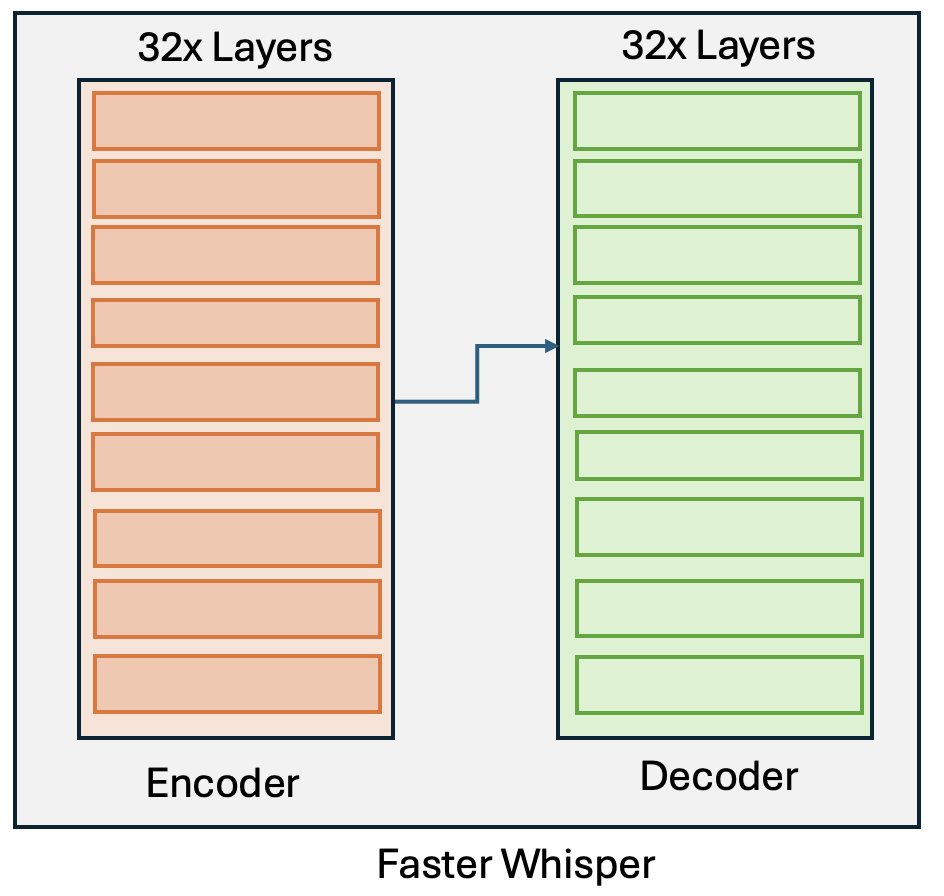 32x Layers
32x Layers
Encoder
Decoder
Faster Whisper